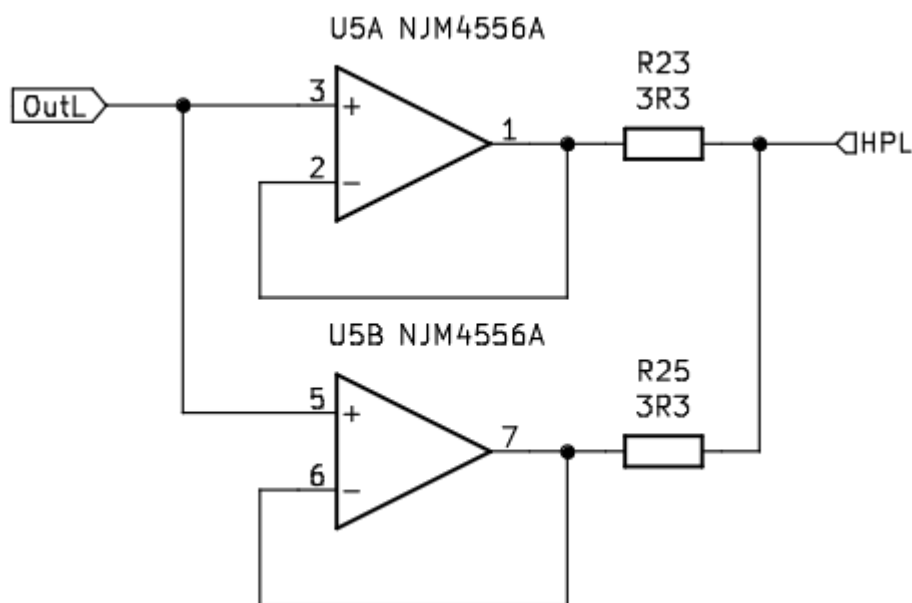 U5A NJM4556A
R23
3R3
OutL
3
+
1
HPL
2
−
U5B NJM4556A
R25
3R3
5
+
7
6
−